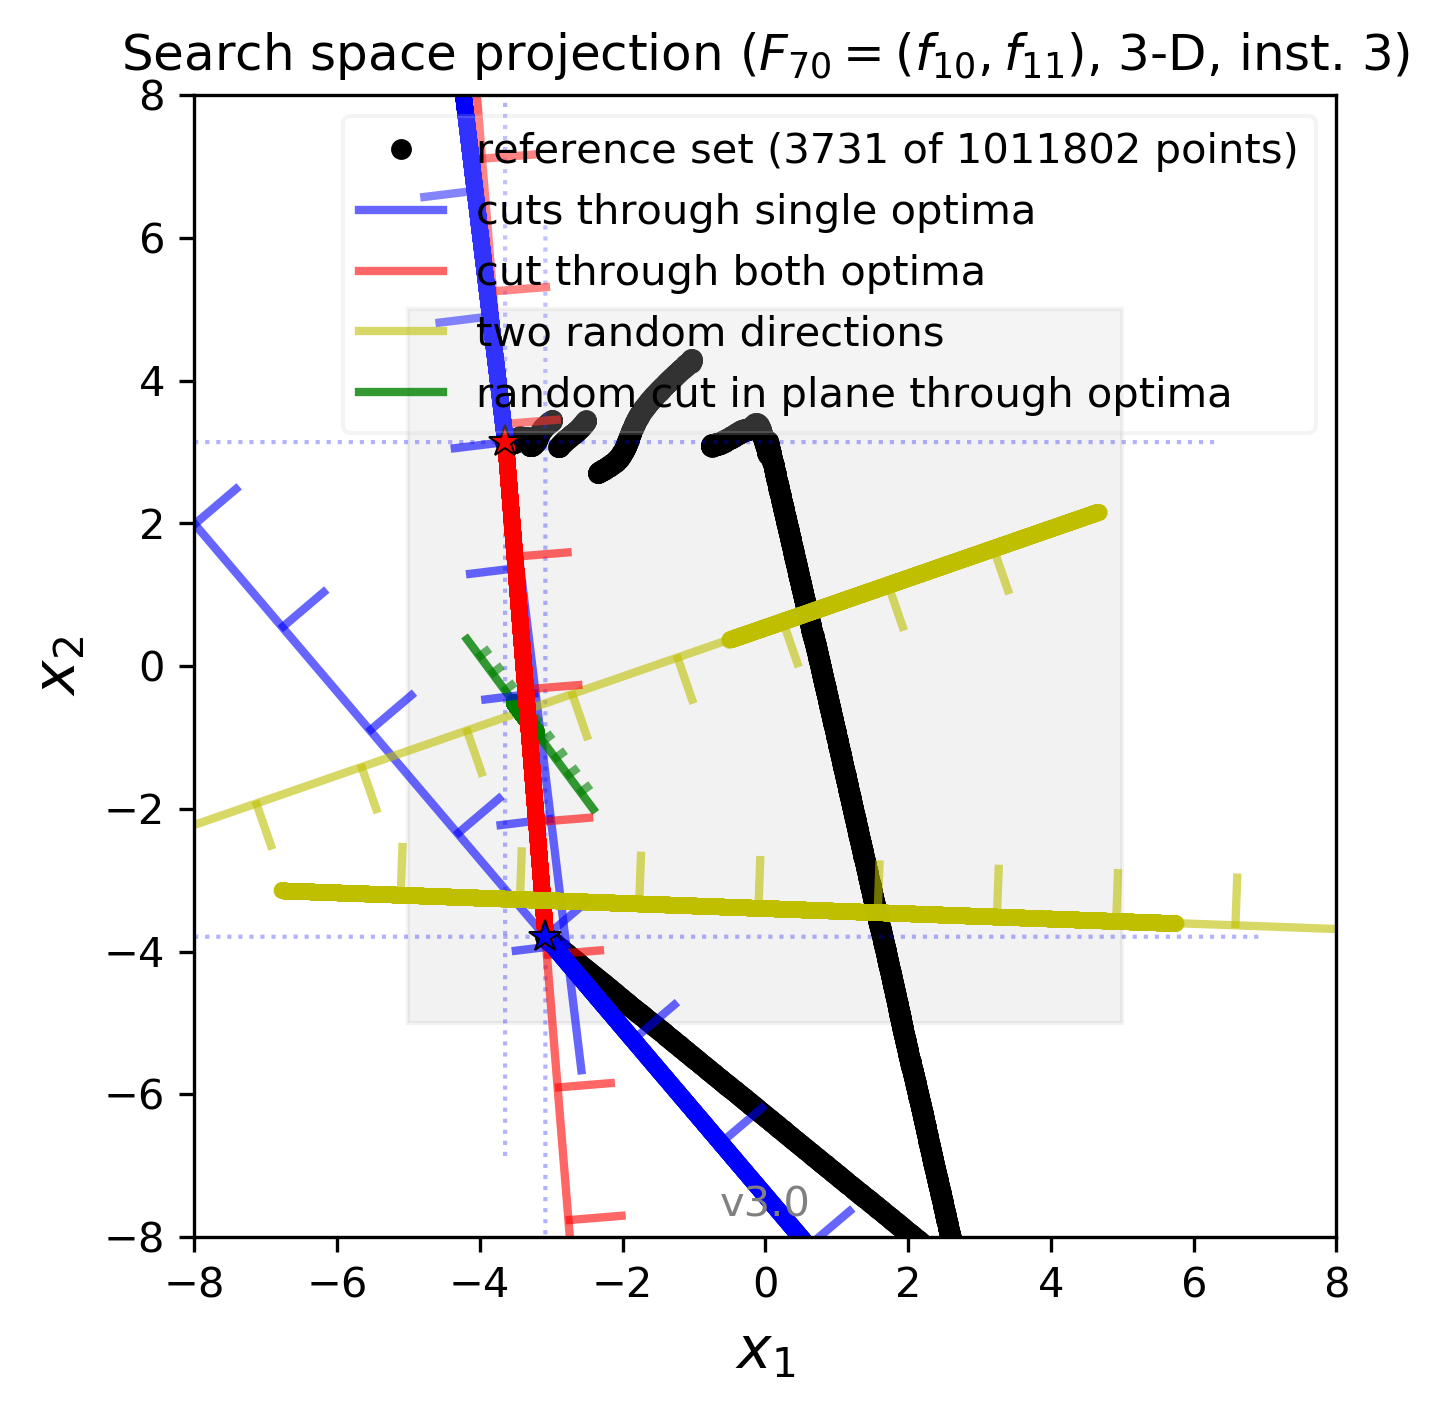 Search space projection (F70 = (f10, f11), 3-D, inst. 3)
reference set (3731 of 1011802 points)
cuts through single optima
cut through both optima
two random directions
random cut in plane through optima
8
6
4
2
0
−2
−4
−6
−8
x2
v3.0
−8 −6 −4 −2 0 2 4 6 8
x1